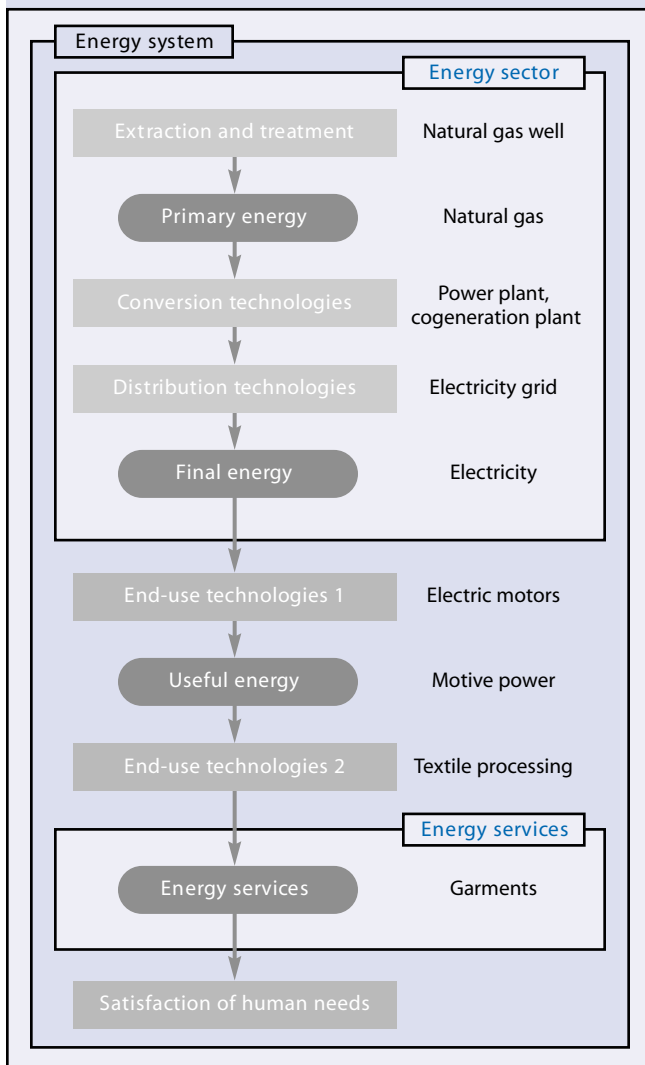 Energy system
Energy sector
Extraction and treatment
Natural gas well
Primary energy
Natural gas
Conversion technologies
Power plant,
cogeneration plant
Distribution technologies
Electricity grid
Final energy
Electricity
End-use technologies 1
Electric motors
Useful energy
Motive power
End-use technologies 2
Textile processing
Energy services
Energy services
Garments
Satisfaction of human needs